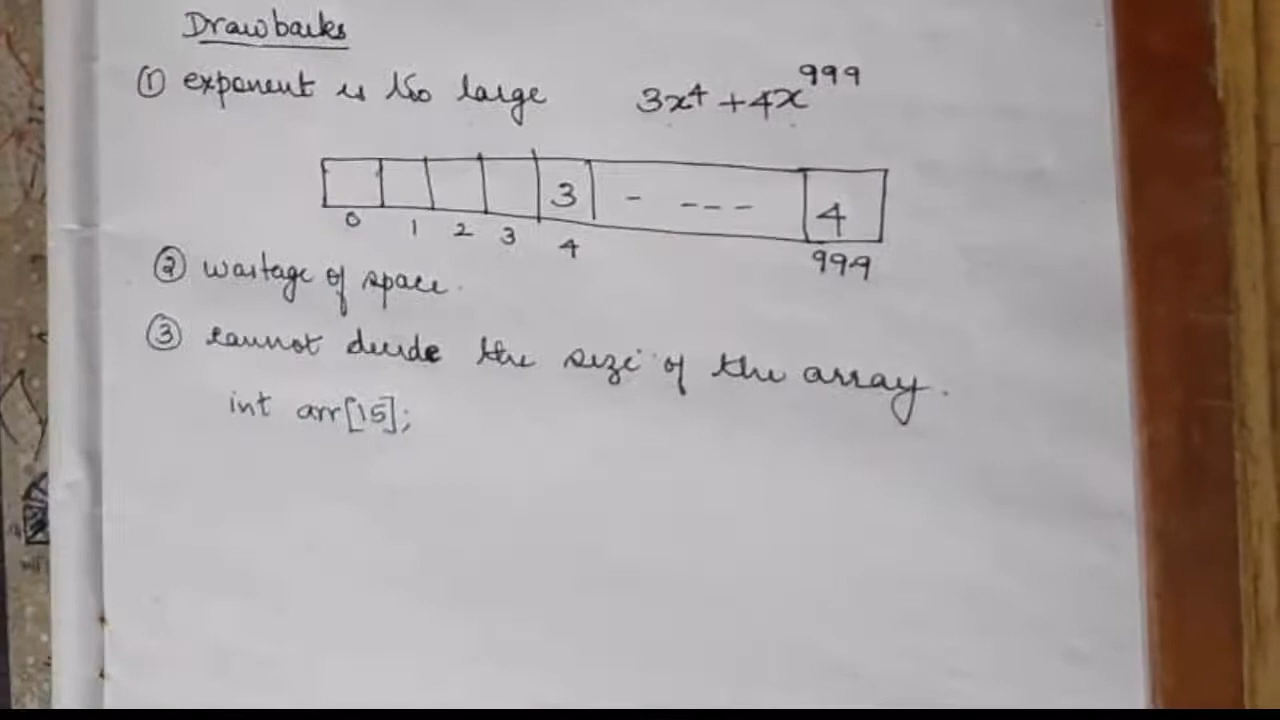 Drawbacks
① exponent is too large 3x⁴ + 4x⁹⁹⁹
3 - --- 4
0 1 2 3 4 999
② wastage of space.
③ cannot decide the size of the array.
int arr[15];